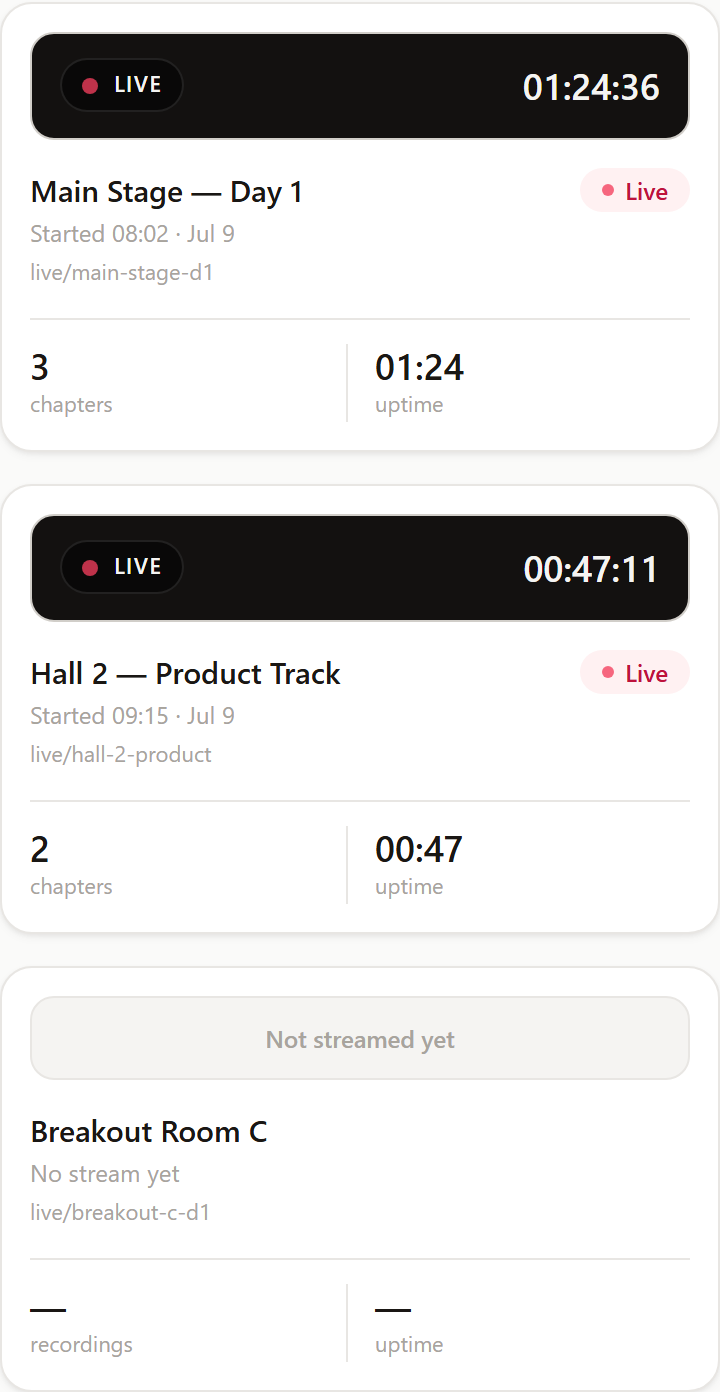 LIVE 01:24:36
Main Stage — Day 1 Live
Started 08:02 · Jul 9
live/main-stage-d1
3 01:24
chapters uptime
LIVE 00:47:11
Hall 2 — Product Track Live
Started 09:15 · Jul 9
live/hall-2-product
2 00:47
chapters uptime
Not streamed yet
Breakout Room C
No stream yet
live/breakout-c-d1
— —
recordings uptime